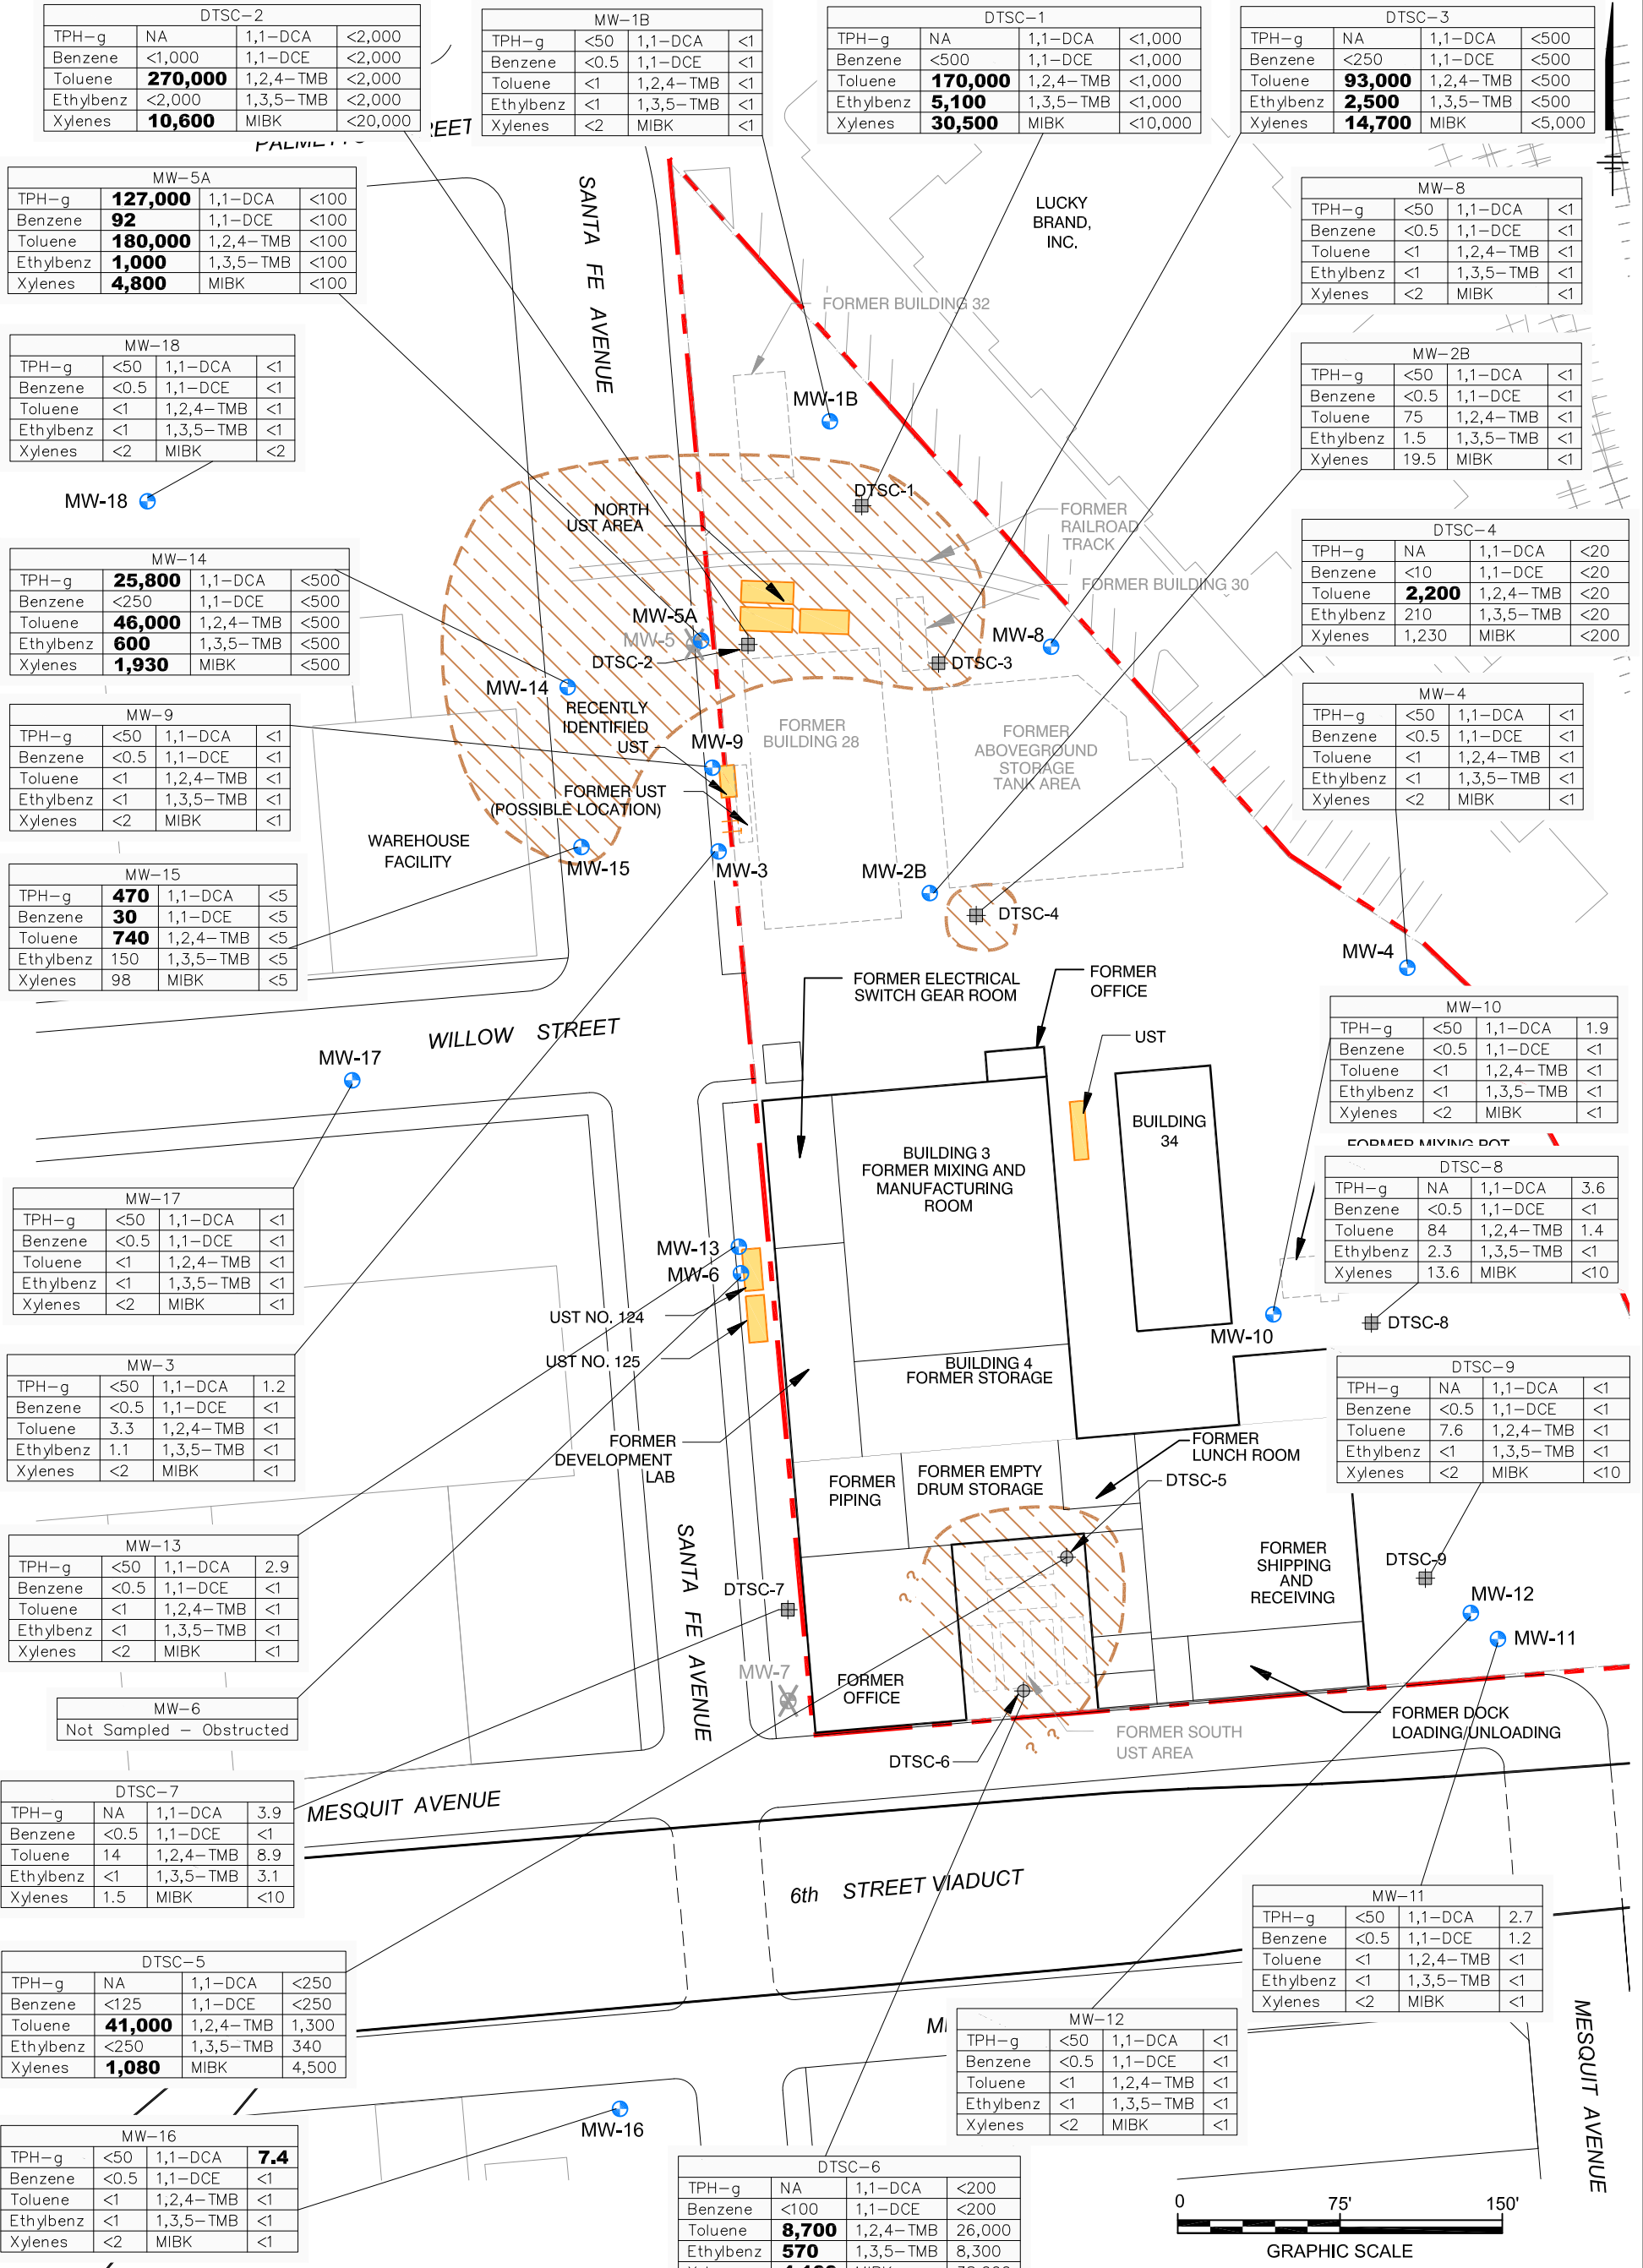 DTSC-2
TPH-g NA 1,1-DCA <2,000
Benzene <1,000 1,1-DCE <2,000
Toluene 270,000 1,2,4-TMB <2,000
Ethylbenz <2,000 1,3,5-TMB <2,000
Xylenes 10,600 MIBK <20,000
MW-1B
TPH-g <50 1,1-DCA <1
Benzene <0.5 1,1-DCE <1
Toluene <1 1,2,4-TMB <1
Ethylbenz <1 1,3,5-TMB <1
Xylenes <2 MIBK <1
DTSC-1
TPH-g NA 1,1-DCA <1,000
Benzene <500 1,1-DCE <1,000
Toluene 170,000 1,2,4-TMB <1,000
Ethylbenz 5,100 1,3,5-TMB <1,000
Xylenes 30,500 MIBK <10,000
DTSC-3
TPH-g NA 1,1-DCA <500
Benzene <250 1,1-DCE <500
Toluene 93,000 1,2,4-TMB <500
Ethylbenz 2,500 1,3,5-TMB <500
Xylenes 14,700 MIBK <5,000
MW-5A
TPH-g 127,000 1,1-DCA <100
Benzene 92 1,1-DCE <100
Toluene 180,000 1,2,4-TMB <100
Ethylbenz 1,000 1,3,5-TMB <100
Xylenes 4,800 MIBK <100
SANTA FE AVENUE
LUCKY
BRAND,
INC.
MW-8
TPH-g <50 1,1-DCA <1
Benzene <0.5 1,1-DCE <1
Toluene <1 1,2,4-TMB <1
Ethylbenz <1 1,3,5-TMB <1
Xylenes <2 MIBK <1
FORMER BUILDING 32
MW-18
TPH-g <50 1,1-DCA <1
Benzene <0.5 1,1-DCE <1
Toluene <1 1,2,4-TMB <1
Ethylbenz <1 1,3,5-TMB <1
Xylenes <2 MIBK <2
MW-18
MW-1B
MW-2B
TPH-g <50 1,1-DCA <1
Benzene <0.5 1,1-DCE <1
Toluene 75 1,2,4-TMB <1
Ethylbenz 1.5 1,3,5-TMB <1
Xylenes 19.5 MIBK <1
DTSC-1
NORTH
UST AREA
FORMER
RAILROAD
TRACK
FORMER BUILDING 30
MW-14
TPH-g 25,800 1,1-DCA <500
Benzene <250 1,1-DCE <500
Toluene 46,000 1,2,4-TMB <500
Ethylbenz 600 1,3,5-TMB <500
Xylenes 1,930 MIBK <500
DTSC-4
TPH-g NA 1,1-DCA <20
Benzene <10 1,1-DCE <20
Toluene 2,200 1,2,4-TMB <20
Ethylbenz 210 1,3,5-TMB <20
Xylenes 1,230 MIBK <200
MW-5A
MW-5
DTSC-2
DTSC-3
MW-8
MW-14
RECENTLY
IDENTIFIED
UST
MW-9
FORMER UST
(POSSIBLE LOCATION)
FORMER
BUILDING 28
FORMER
ABOVEGROUND
STORAGE
TANK AREA
MW-9
TPH-g <50 1,1-DCA <1
Benzene <0.5 1,1-DCE <1
Toluene <1 1,2,4-TMB <1
Ethylbenz <1 1,3,5-TMB <1
Xylenes <2 MIBK <1
MW-4
TPH-g <50 1,1-DCA <1
Benzene <0.5 1,1-DCE <1
Toluene <1 1,2,4-TMB <1
Ethylbenz <1 1,3,5-TMB <1
Xylenes <2 MIBK <1
WAREHOUSE
FACILITY
MW-15
MW-3
MW-2B
DTSC-4
MW-4
MW-15
TPH-g 470 1,1-DCA <5
Benzene 30 1,1-DCE <5
Toluene 740 1,2,4-TMB <5
Ethylbenz 150 1,3,5-TMB <5
Xylenes 98 MIBK <5
FORMER ELECTRICAL
SWITCH GEAR ROOM
FORMER
OFFICE
UST
WILLOW STREET
MW-17
MW-10
TPH-g <50 1,1-DCA 1.9
Benzene <0.5 1,1-DCE <1
Toluene <1 1,2,4-TMB <1
Ethylbenz <1 1,3,5-TMB <1
Xylenes <2 MIBK <1
FORMER MIXING POT
BUILDING
34
BUILDING 3
FORMER MIXING AND
MANUFACTURING
ROOM
DTSC-8
TPH-g NA 1,1-DCA 3.6
Benzene <0.5 1,1-DCE <1
Toluene 84 1,2,4-TMB 1.4
Ethylbenz 2.3 1,3,5-TMB <1
Xylenes 13.6 MIBK <10
MW-17
TPH-g <50 1,1-DCA <1
Benzene <0.5 1,1-DCE <1
Toluene <1 1,2,4-TMB <1
Ethylbenz <1 1,3,5-TMB <1
Xylenes <2 MIBK <1
MW-13
MW-6
UST NO. 124
UST NO. 125
MW-10
DTSC-8
BUILDING 4
FORMER STORAGE
MW-3
TPH-g <50 1,1-DCA 1.2
Benzene <0.5 1,1-DCE <1
Toluene 3.3 1,2,4-TMB <1
Ethylbenz 1.1 1,3,5-TMB <1
Xylenes <2 MIBK <1
DTSC-9
TPH-g NA 1,1-DCA <1
Benzene <0.5 1,1-DCE <1
Toluene 7.6 1,2,4-TMB <1
Ethylbenz <1 1,3,5-TMB <1
Xylenes <2 MIBK <10
FORMER
DEVELOPMENT
LAB
FORMER
PIPING
FORMER EMPTY
DRUM STORAGE
FORMER
LUNCH ROOM
DTSC-5
MW-13
TPH-g <50 1,1-DCA 2.9
Benzene <0.5 1,1-DCE <1
Toluene <1 1,2,4-TMB <1
Ethylbenz <1 1,3,5-TMB <1
Xylenes <2 MIBK <1
SANTA FE AVENUE
FORMER
SHIPPING
AND
RECEIVING
DTSC-9
MW-12
MW-11
DTSC-7
? ?
MW-7
FORMER
OFFICE
MW-6
Not Sampled - Obstructed
FORMER DOCK
LOADING/UNLOADING
FORMER SOUTH
UST AREA
? ?
DTSC-6
DTSC-7
TPH-g NA 1,1-DCA 3.9
Benzene <0.5 1,1-DCE <1
Toluene 14 1,2,4-TMB 8.9
Ethylbenz <1 1,3,5-TMB 3.1
Xylenes 1.5 MIBK <10
MESQUIT AVENUE
6th STREET VIADUCT
MW-11
TPH-g <50 1,1-DCA 2.7
Benzene <0.5 1,1-DCE 1.2
Toluene <1 1,2,4-TMB <1
Ethylbenz <1 1,3,5-TMB <1
Xylenes <2 MIBK <1
DTSC-5
TPH-g NA 1,1-DCA <250
Benzene <125 1,1-DCE <250
Toluene 41,000 1,2,4-TMB 1,300
Ethylbenz <250 1,3,5-TMB 340
Xylenes 1,080 MIBK 4,500
MW-12
TPH-g <50 1,1-DCA <1
Benzene <0.5 1,1-DCE <1
Toluene <1 1,2,4-TMB <1
Ethylbenz <1 1,3,5-TMB <1
Xylenes <2 MIBK <1
MESQUIT AVENUE
MW-16
MW-16
TPH-g <50 1,1-DCA 7.4
Benzene <0.5 1,1-DCE <1
Toluene <1 1,2,4-TMB <1
Ethylbenz <1 1,3,5-TMB <1
Xylenes <2 MIBK <1
DTSC-6
TPH-g NA 1,1-DCA <200
Benzene <100 1,1-DCE <200
Toluene 8,700 1,2,4-TMB 26,000
Ethylbenz 570 1,3,5-TMB 8,300
0 75' 150'
GRAPHIC SCALE